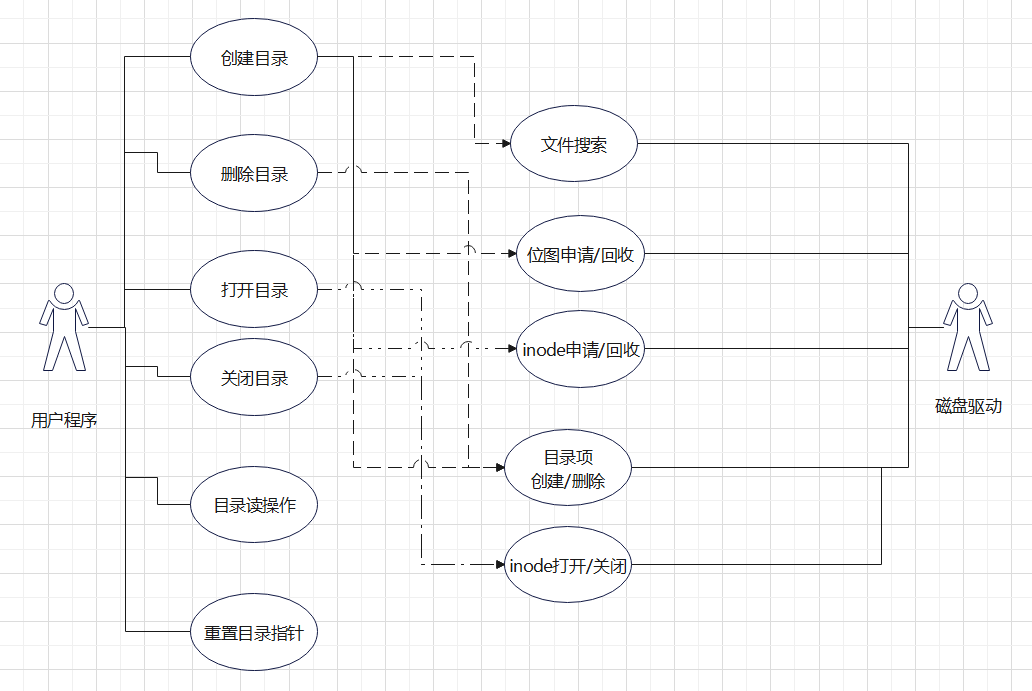 创建目录
文件搜索
删除目录
位图申请/回收
打开目录
inode申请/回收
关闭目录
用户程序
磁盘驱动
目录项
创建/删除
目录读操作
inode打开/关闭
重置目录指针